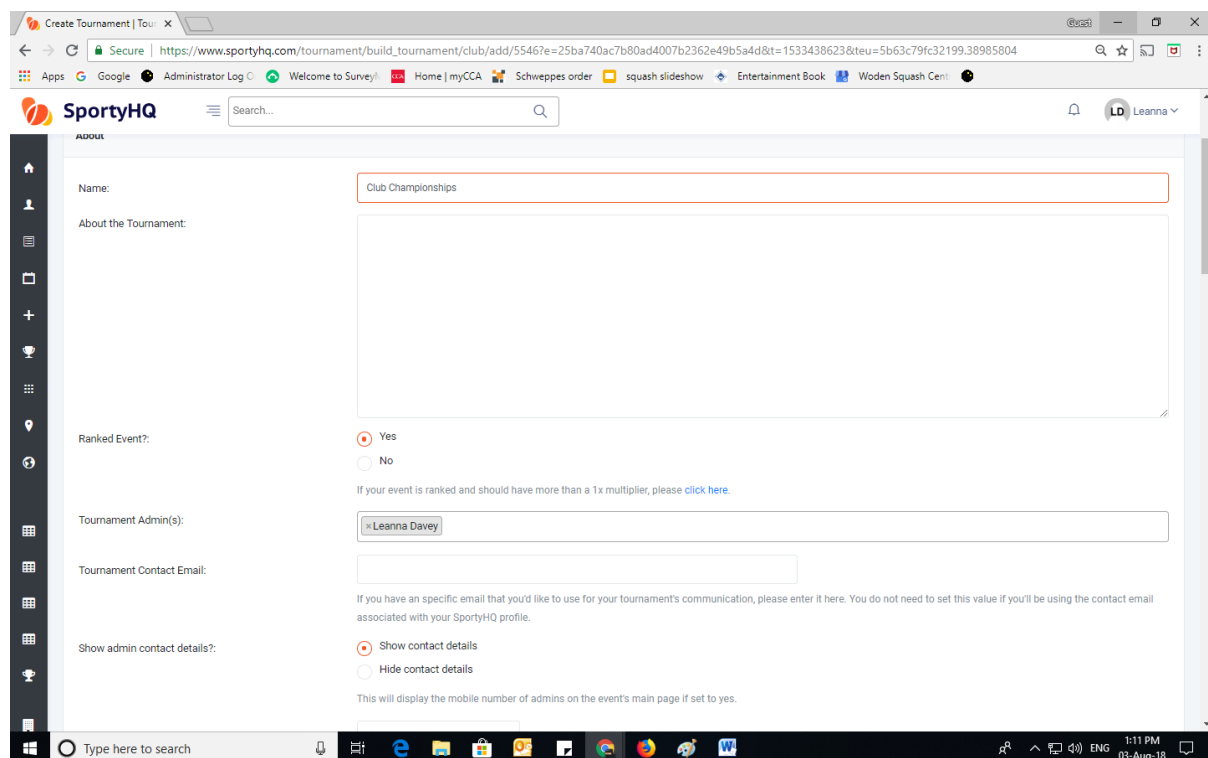 Create Tournament | Tour
Guest
Secure | https://www.sportyhq.com/tournament/build_tournament/club/add/5546?e=25ba740ac7b80ad4007b2362e49b5a4d&t=1533438623&teu=5b63c79fc32199.38985804
Apps Google Administrator Log O Welcome to Survey Home | myCCA Schweppes order squash slideshow Entertainment Book Woden Squash Cent
SportyHQ Search... LD Leanna
About
Name: Club Championships
About the Tournament:
Ranked Event?: Yes
No
If your event is ranked and should have more than a 1x multiplier, please click here.
Tournament Admin(s): ×Leanna Davey
Tournament Contact Email:
If you have an specific email that you'd like to use for your tournament's communication, please enter it here. You do not need to set this value if you'll be using the contact email
associated with your SportyHQ profile.
Show admin contact details?: Show contact details
Hide contact details
This will display the mobile number of admins on the event's main page if set to yes.
Type here to search
ENG
1:11 PM
03-Aug-18